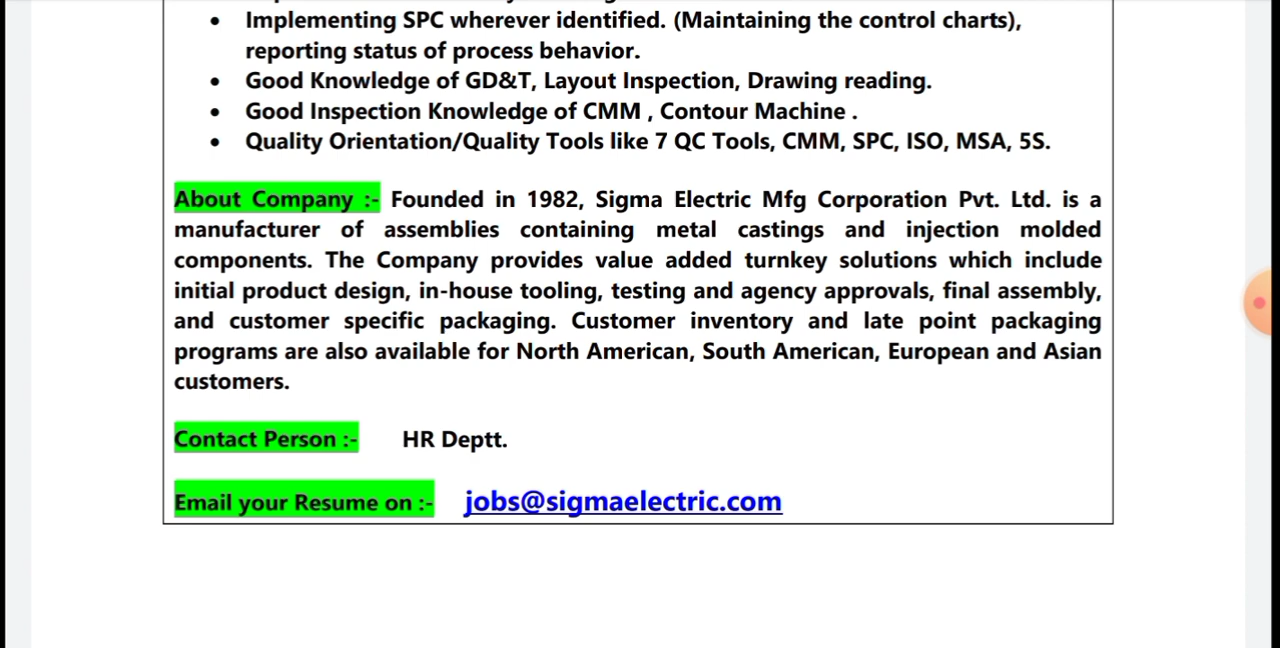 • Implementing SPC wherever identified. (Maintaining the control charts),
reporting status of process behavior.
• Good Knowledge of GD&T, Layout Inspection, Drawing reading.
• Good Inspection Knowledge of CMM , Contour Machine .
• Quality Orientation/Quality Tools like 7 QC Tools, CMM, SPC, ISO, MSA, 5S.
About Company :- Founded in 1982, Sigma Electric Mfg Corporation Pvt. Ltd. is a
manufacturer of assemblies containing metal castings and injection molded
components. The Company provides value added turnkey solutions which include
initial product design, in-house tooling, testing and agency approvals, final assembly,
and customer specific packaging. Customer inventory and late point packaging
programs are also available for North American, South American, European and Asian
customers.
Contact Person :- HR Deptt.
Email your Resume on :- jobs@sigmaelectric.com